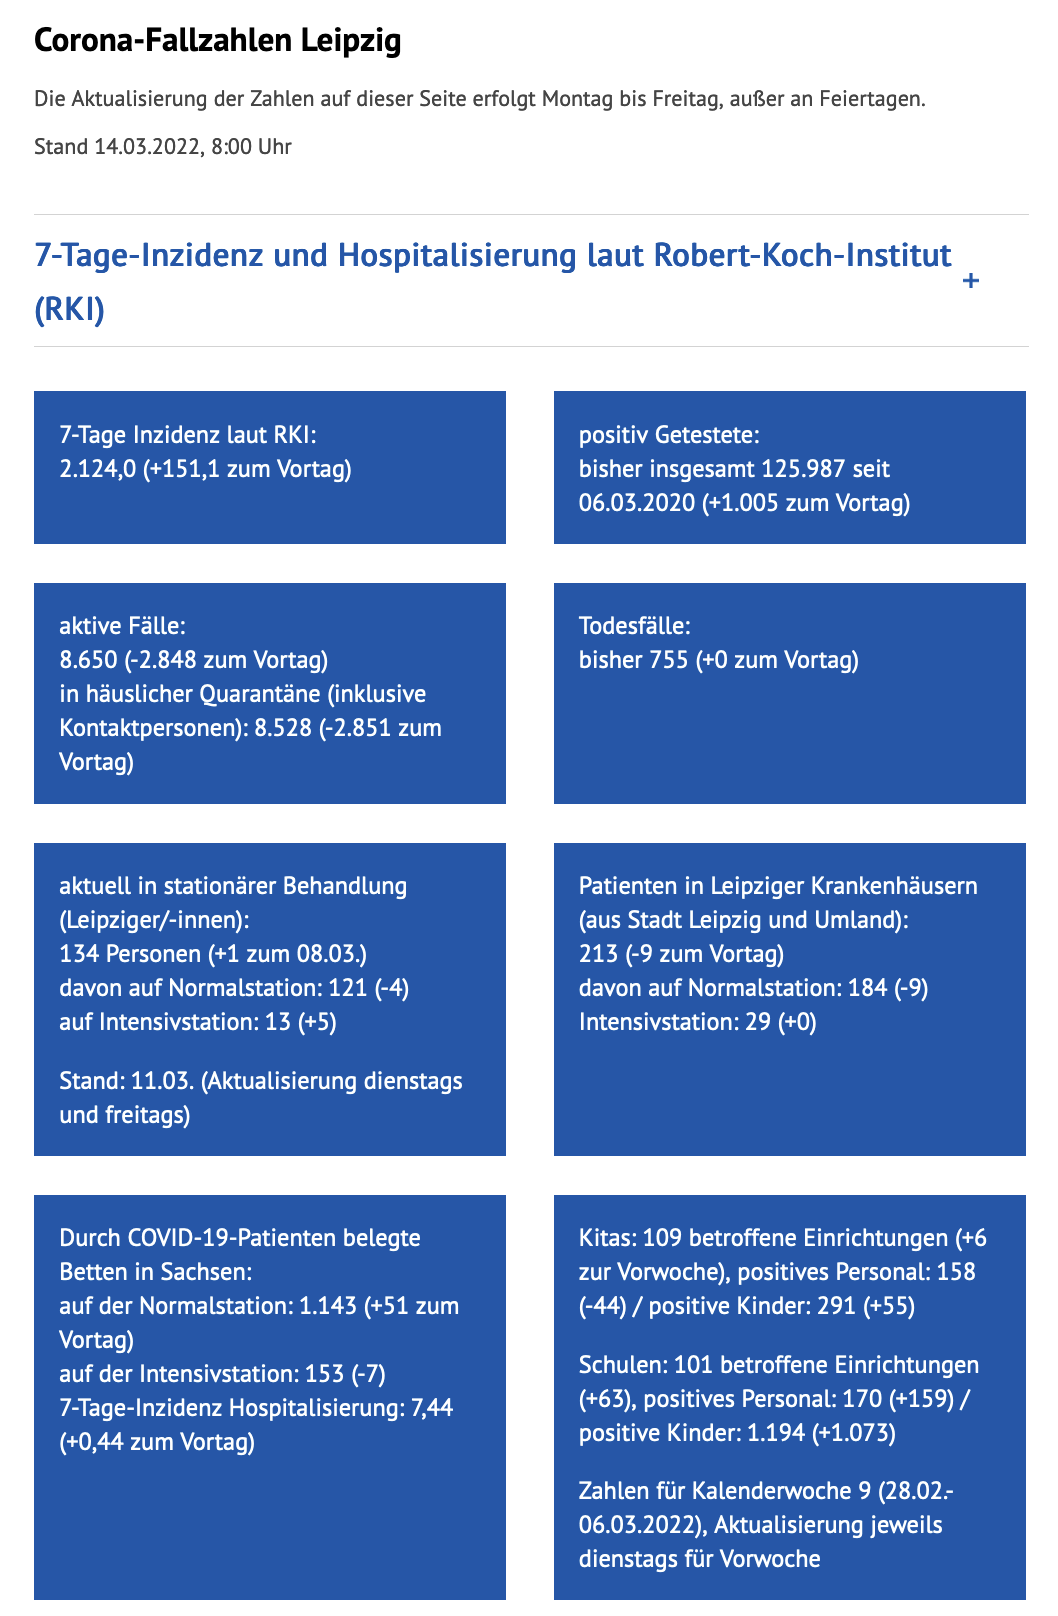 Corona-Fallzahlen Leipzig
Die Aktualisierung der Zahlen auf dieser Seite erfolgt Montag bis Freitag, außer an Feiertagen.
Stand 14.03.2022, 8:00 Uhr
7-Tage-Inzidenz und Hospitalisierung laut Robert-Koch-Institut
(RKI)
+
7-Tage Inzidenz laut RKI:
2.124,0 (+151,1 zum Vortag)
positiv Getestete:
bisher insgesamt 125.987 seit
06.03.2020 (+1.005 zum Vortag)
aktive Fälle:
8.650 (-2.848 zum Vortag)
in häuslicher Quarantäne (inklusive
Kontaktpersonen): 8.528 (-2.851 zum
Vortag)
Todesfälle:
bisher 755 (+0 zum Vortag)
aktuell in stationärer Behandlung
(Leipziger/-innen):
134 Personen (+1 zum 08.03.)
davon auf Normalstation: 121 (-4)
auf Intensivstation: 13 (+5)
Stand: 11.03. (Aktualisierung dienstags
und freitags)
Patienten in Leipziger Krankenhäusern
(aus Stadt Leipzig und Umland):
213 (-9 zum Vortag)
davon auf Normalstation: 184 (-9)
Intensivstation: 29 (+0)
Durch COVID-19-Patienten belegte
Betten in Sachsen:
auf der Normalstation: 1.143 (+51 zum
Vortag)
auf der Intensivstation: 153 (-7)
7-Tage-Inzidenz Hospitalisierung: 7,44
(+0,44 zum Vortag)
Kitas: 109 betroffene Einrichtungen (+6
zur Vorwoche), positives Personal: 158
(-44) / positive Kinder: 291 (+55)
Schulen: 101 betroffene Einrichtungen
(+63), positives Personal: 170 (+159) /
positive Kinder: 1.194 (+1.073)
Zahlen für Kalenderwoche 9 (28.02.-
06.03.2022), Aktualisierung jeweils
dienstags für Vorwoche